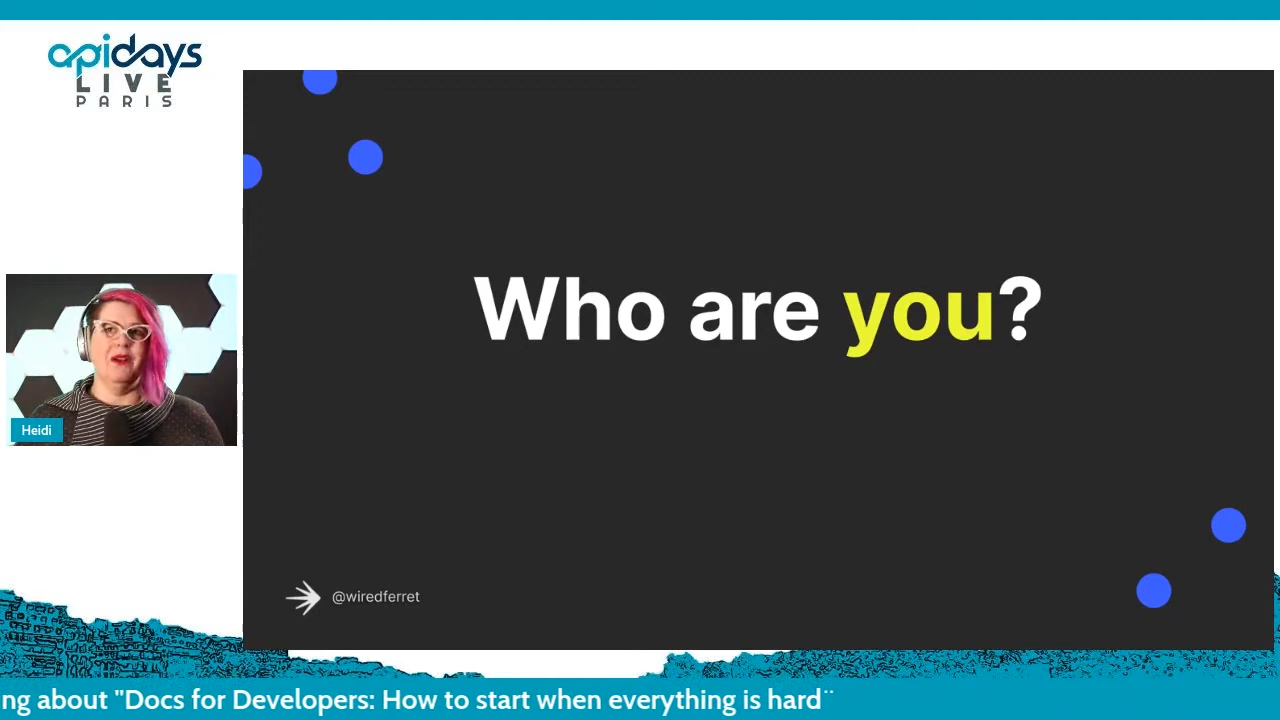 apidays
LIVE
PARIS
Who are you?
Heidi
@wiredferret
ng about "Docs for Developers: How to start when everything is hard¨